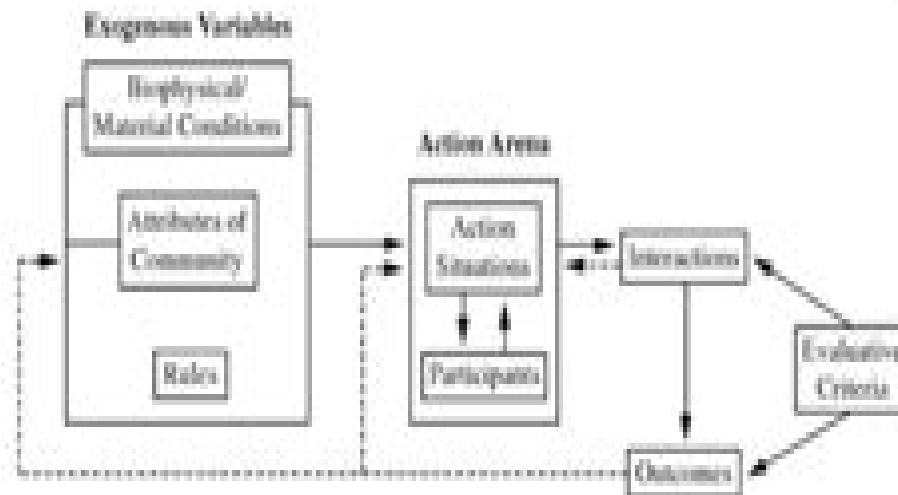 Exogenous Variables
Biophysical/
Material Conditions
Action Arena
Attributes of
Community
Action
Situations
Interactions
Rules
Participants
Evaluative
Criteria
Outcomes